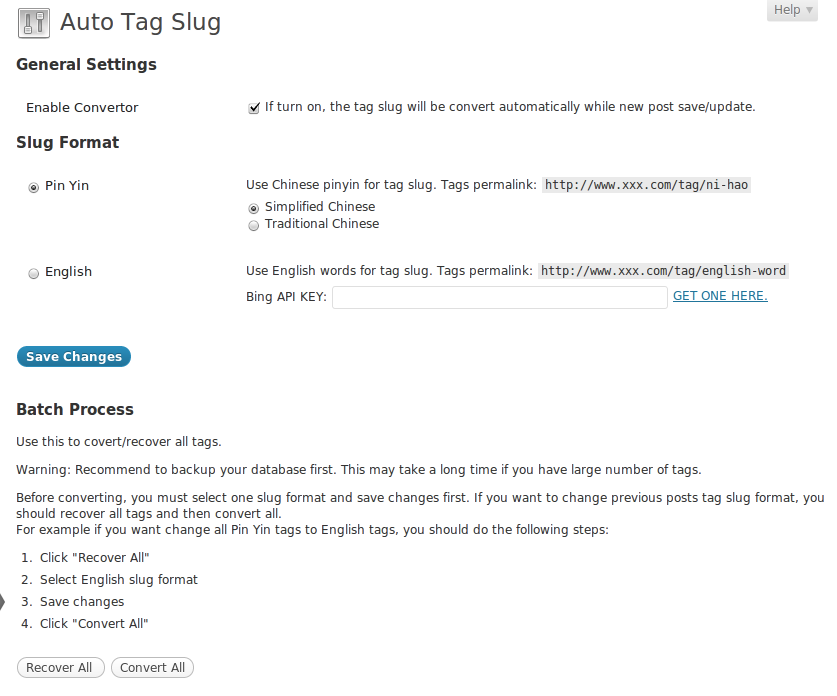 Help
Auto Tag Slug
General Settings
Enable Convertor
If turn on, the tag slug will be convert automatically while new post save/update.
Slug Format
Pin Yin
Use Chinese pinyin for tag slug. Tags permalink: http://www.xxx.com/tag/ni-hao
Simplified Chinese
Traditional Chinese
English
Use English words for tag slug. Tags permalink: http://www.xxx.com/tag/english-word
Bing API KEY: GET ONE HERE.
Save Changes
Batch Process
Use this to covert/recover all tags.
Warning: Recommend to backup your database first. This may take a long time if you have large number of tags.
Before converting, you must select one slug format and save changes first. If you want to change previous posts tag slug format, you
should recover all tags and then convert all.
For example if you want change all Pin Yin tags to English tags, you should do the following steps:
1. Click "Recover All"
2. Select English slug format
3. Save changes
4. Click "Convert All"
Recover All Convert All